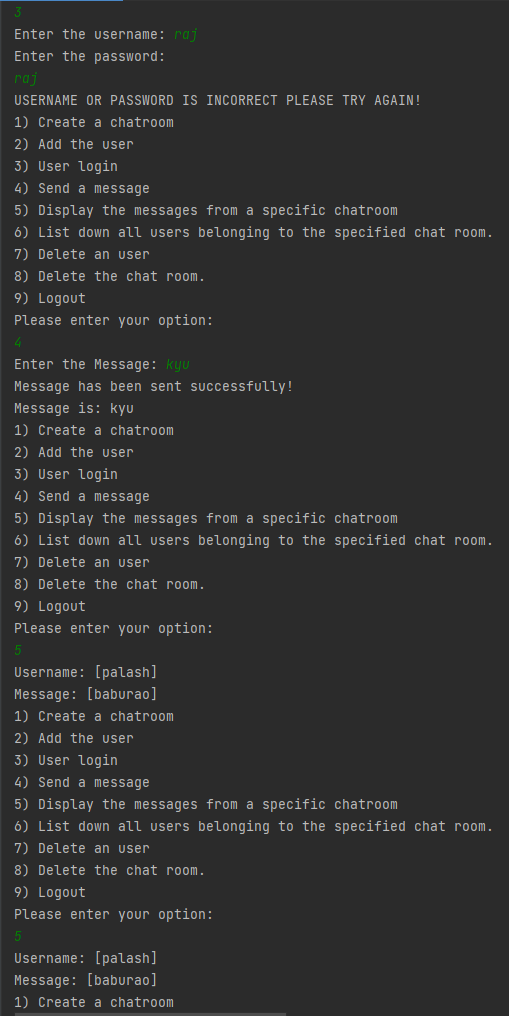 3
Enter the username: raj
Enter the password:
raj
USERNAME OR PASSWORD IS INCORRECT PLEASE TRY AGAIN!
1) Create a chatroom
2) Add the user
3) User login
4) Send a message
5) Display the messages from a specific chatroom
6) List down all users belonging to the specified chat room.
7) Delete an user
8) Delete the chat room.
9) Logout
Please enter your option:
4
Enter the Message: kyu
Message has been sent successfully!
Message is: kyu
1) Create a chatroom
2) Add the user
3) User login
4) Send a message
5) Display the messages from a specific chatroom
6) List down all users belonging to the specified chat room.
7) Delete an user
8) Delete the chat room.
9) Logout
Please enter your option:
5
Username: [palash]
Message: [baburao]
1) Create a chatroom
2) Add the user
3) User login
4) Send a message
5) Display the messages from a specific chatroom
6) List down all users belonging to the specified chat room.
7) Delete an user
8) Delete the chat room.
9) Logout
Please enter your option:
5
Username: [palash]
Message: [baburao]
1) Create a chatroom